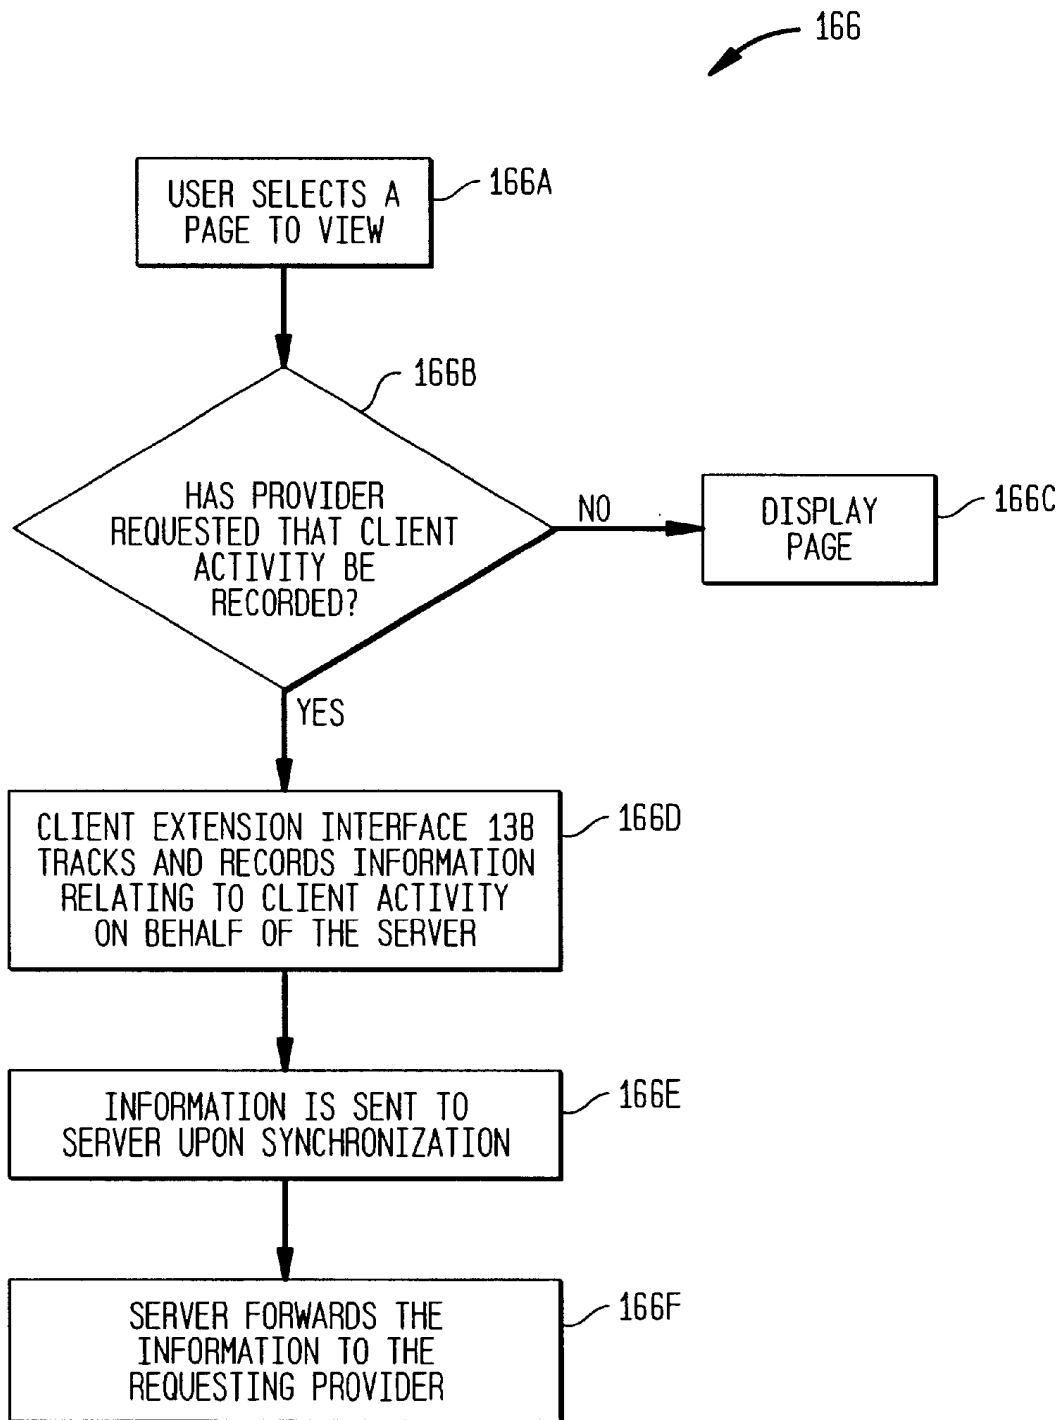 166
USER SELECTS A
PAGE TO VIEW
166A
166B
HAS PROVIDER
REQUESTED THAT CLIENT
ACTIVITY BE
RECORDED?
NO
DISPLAY
PAGE
166C
YES
CLIENT EXTENSION INTERFACE 13B
TRACKS AND RECORDS INFORMATION
RELATING TO CLIENT ACTIVITY
ON BEHALF OF THE SERVER
166D
INFORMATION IS SENT TO
SERVER UPON SYNCHRONIZATION
166E
SERVER FORWARDS THE
INFORMATION TO THE
REQUESTING PROVIDER
166F